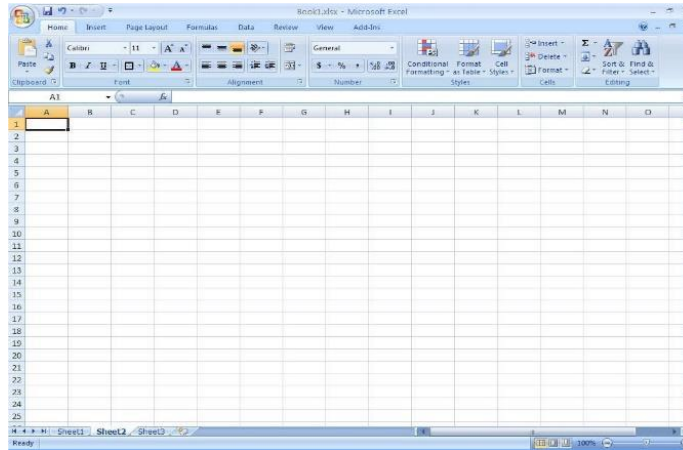 Book1.xlsx - Microsoft Excel
Home Insert Page Layout Formulas Data Review View Add-Ins
Paste
Calibri 11 A A
B I U A
General
$ % ,
Conditional Formatting
Format as Table
Cell Styles
Insert
Delete
Format
Σ
Sort & Filter
Find & Select
Clipboard Font Alignment Number Styles Cells Editing
A1 fx
A B C D E F G H I J K L M N O
1
2
3
4
5
6
7
8
9
10
11
12
13
14
15
16
17
18
19
20
21
22
23
24
25
Sheet1 Sheet2 Sheet3
Ready 100%